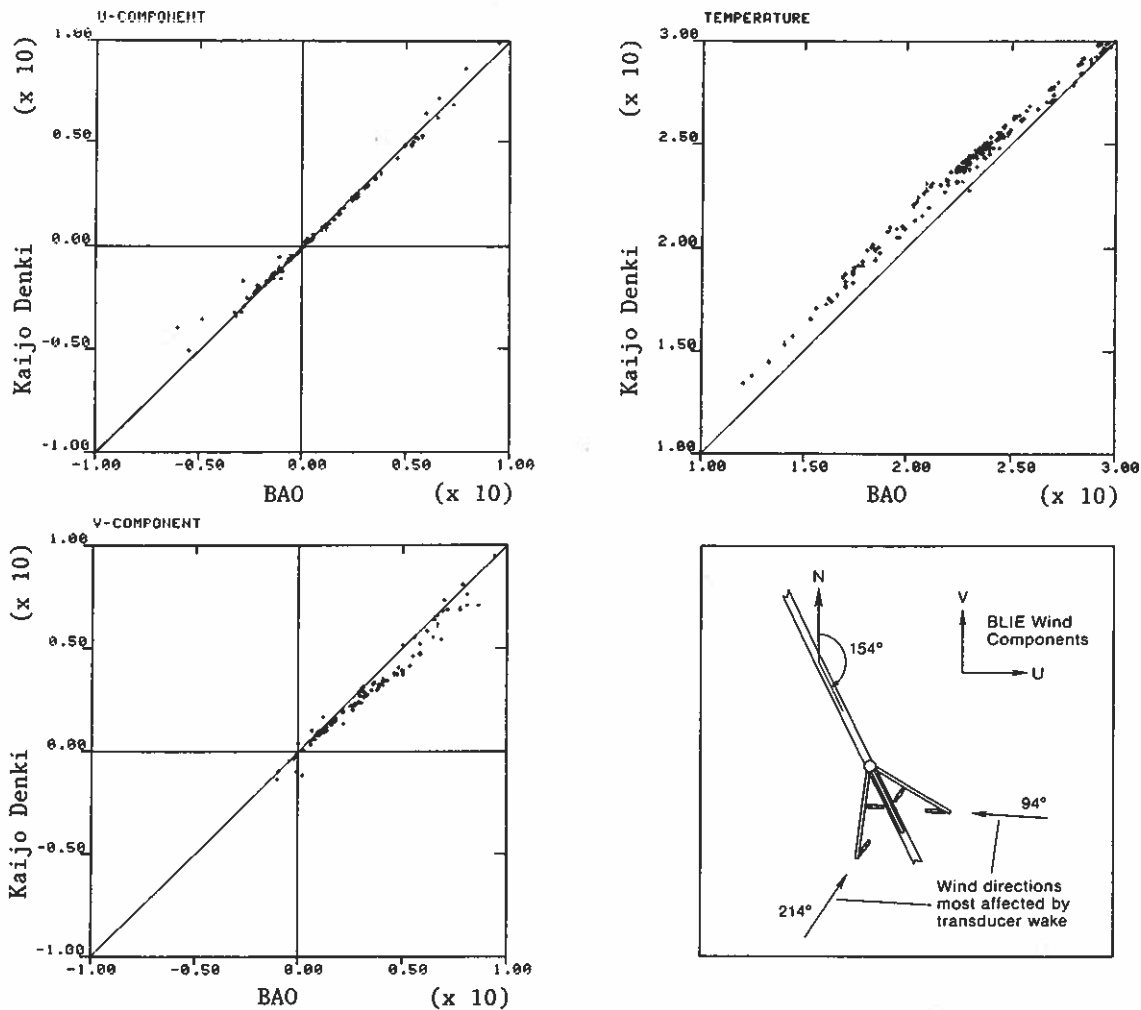 U-COMPONENT
1.00
0.50
0.00
-0.50
-1.00
Kaijo Denki (x 10)
-1.00 -0.50 0.00 0.50 1.00
BAO (x 10)
TEMPERATURE
3.00
2.50
2.00
1.50
1.00
Kaijo Denki (x 10)
1.00 1.50 2.00 2.50 3.00
BAO (x 10)
V-COMPONENT
1.00
0.50
0.00
-0.50
-1.00
Kaijo Denki (x 10)
-1.00 -0.50 0.00 0.50 1.00
BAO (x 10)
N
154°
V
BLIE Wind
Components
U
94°
Wind directions
most affected by
transducer wake
214°